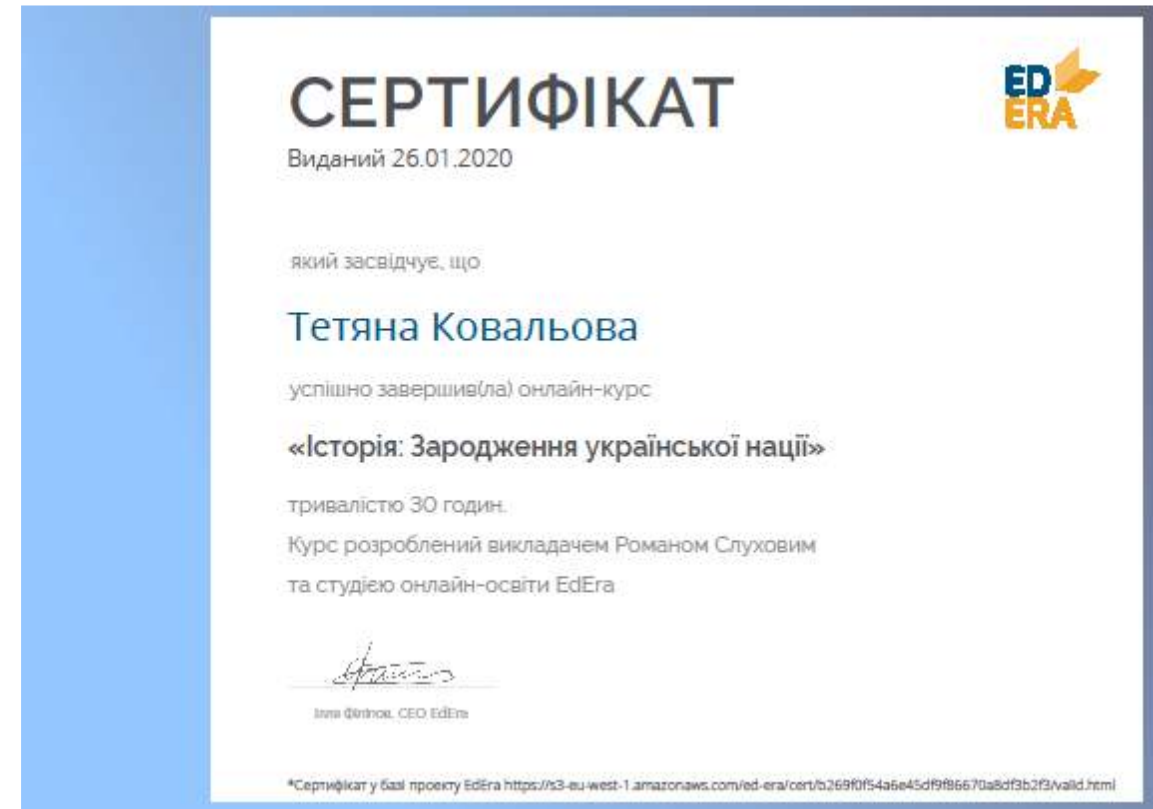 СЕРТИФІКАТ
ED
ERA
Виданий 26.01.2020
який засвідчує, що
Тетяна Ковальова
успішно завершив(ла) онлайн-курс
«Історія: Зародження української нації»
тривалістю 30 годин.
Курс розроблений викладачем Романом Слуховим
та студією онлайн-освіти EdEra
Ілля Філіпов, CEO EdEra
*Сертифікат у базі проекту EdEra https://s3-eu-west-1.amazonaws.com/ed-era/cert/b269f0f54a6e45df9f86670a8df3b2f3/valid.html